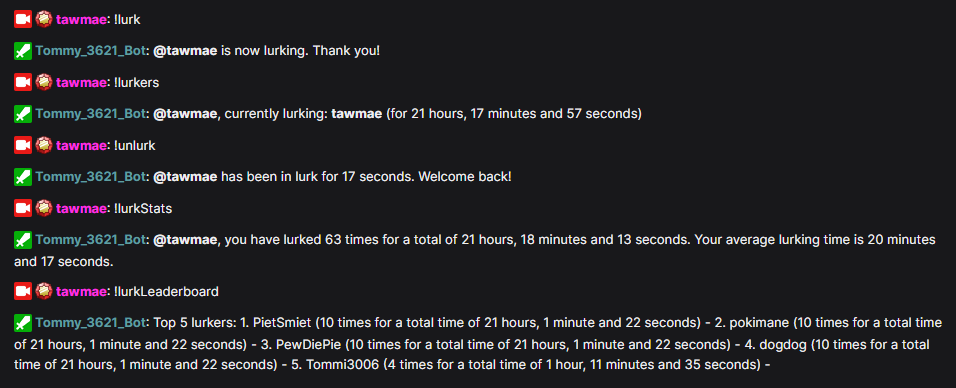 tawmae: !lurk
Tommy_3621_Bot: @tawmae is now lurking. Thank you!
tawmae: !lurkers
Tommy_3621_Bot: @tawmae, currently lurking: tawmae (for 21 hours, 17 minutes and 57 seconds)
tawmae: !unlurk
Tommy_3621_Bot: @tawmae has been in lurk for 17 seconds. Welcome back!
tawmae: !lurkStats
Tommy_3621_Bot: @tawmae, you have lurked 63 times for a total of 21 hours, 18 minutes and 13 seconds. Your average lurking time is 20 minutes
and 17 seconds.
tawmae: !lurkLeaderboard
Tommy_3621_Bot: Top 5 lurkers: 1. PietSmiet (10 times for a total time of 21 hours, 1 minute and 22 seconds) - 2. pokimane (10 times for a total time
of 21 hours, 1 minute and 22 seconds) - 3. PewDiePie (10 times for a total time of 21 hours, 1 minute and 22 seconds) - 4. dogdog (10 times for a total
time of 21 hours, 1 minute and 22 seconds) - 5. Tommi3006 (4 times for a total time of 1 hour, 11 minutes and 35 seconds) -